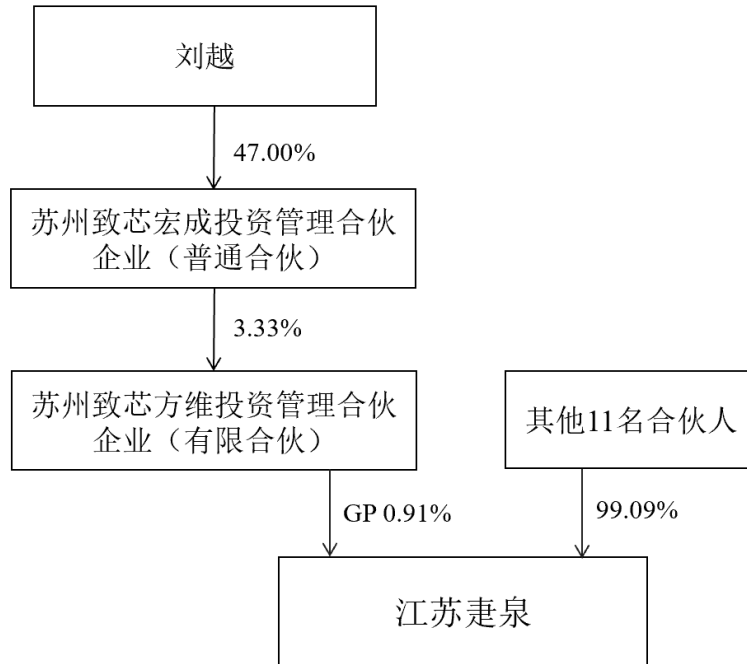 刘越
47.00%
苏州致芯宏成投资管理合伙
企业（普通合伙）
3.33%
苏州致芯方维投资管理合伙
企业（有限合伙）
其他11名合伙人
GP 0.91%
99.09%
江苏疌泉